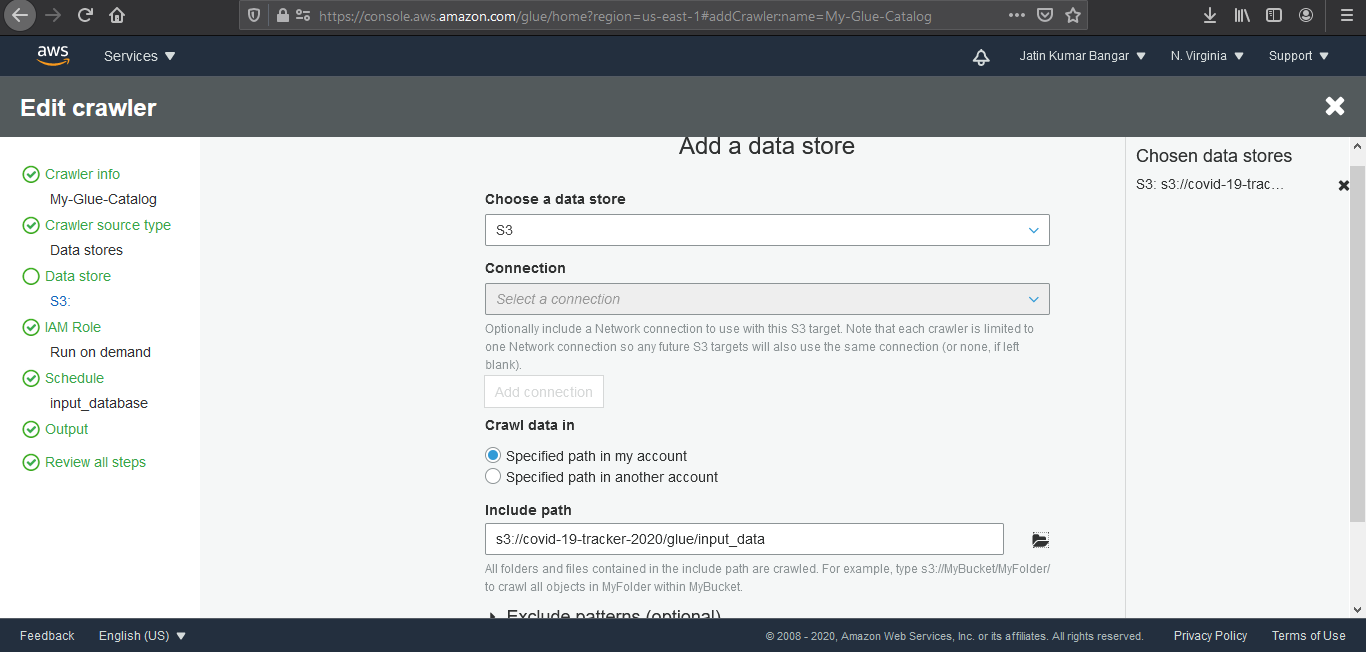 https://console.aws.amazon.com/glue/home?region=us-east-1#addCrawler:name=My-Glue-Catalog
aws
Services
Jatin Kumar Bangar
N. Virginia
Support
Edit crawler
Crawler info
My-Glue-Catalog
Crawler source type
Data stores
Data store
S3:
IAM Role
Run on demand
Schedule
input_database
Output
Review all steps
Add a data store
Choose a data store
S3
Connection
Select a connection
Optionally include a Network connection to use with this S3 target. Note that each crawler is limited to
one Network connection so any future S3 targets will also use the same connection (or none, if left
blank).
Add connection
Crawl data in
Specified path in my account
Specified path in another account
Include path
s3://covid-19-tracker-2020/glue/input_data
All folders and files contained in the include path are crawled. For example, type s3://MyBucket/MyFolder/
to crawl all objects in MyFolder within MyBucket.
Exclude patterns (optional)
Chosen data stores
S3: s3://covid-19-trac...
Feedback
English (US)
© 2008 - 2020, Amazon Web Services, Inc. or its affiliates. All rights reserved.
Privacy Policy
Terms of Use